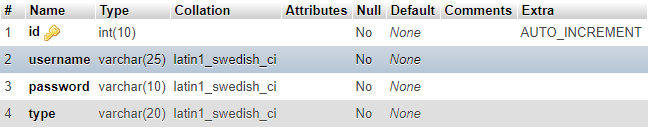 # Name Type Collation Attributes Null Default Comments Extra
1 id int(10) No None AUTO_INCREMENT
2 username varchar(25) latin1_swedish_ci No None
3 password varchar(10) latin1_swedish_ci No None
4 type varchar(20) latin1_swedish_ci No None